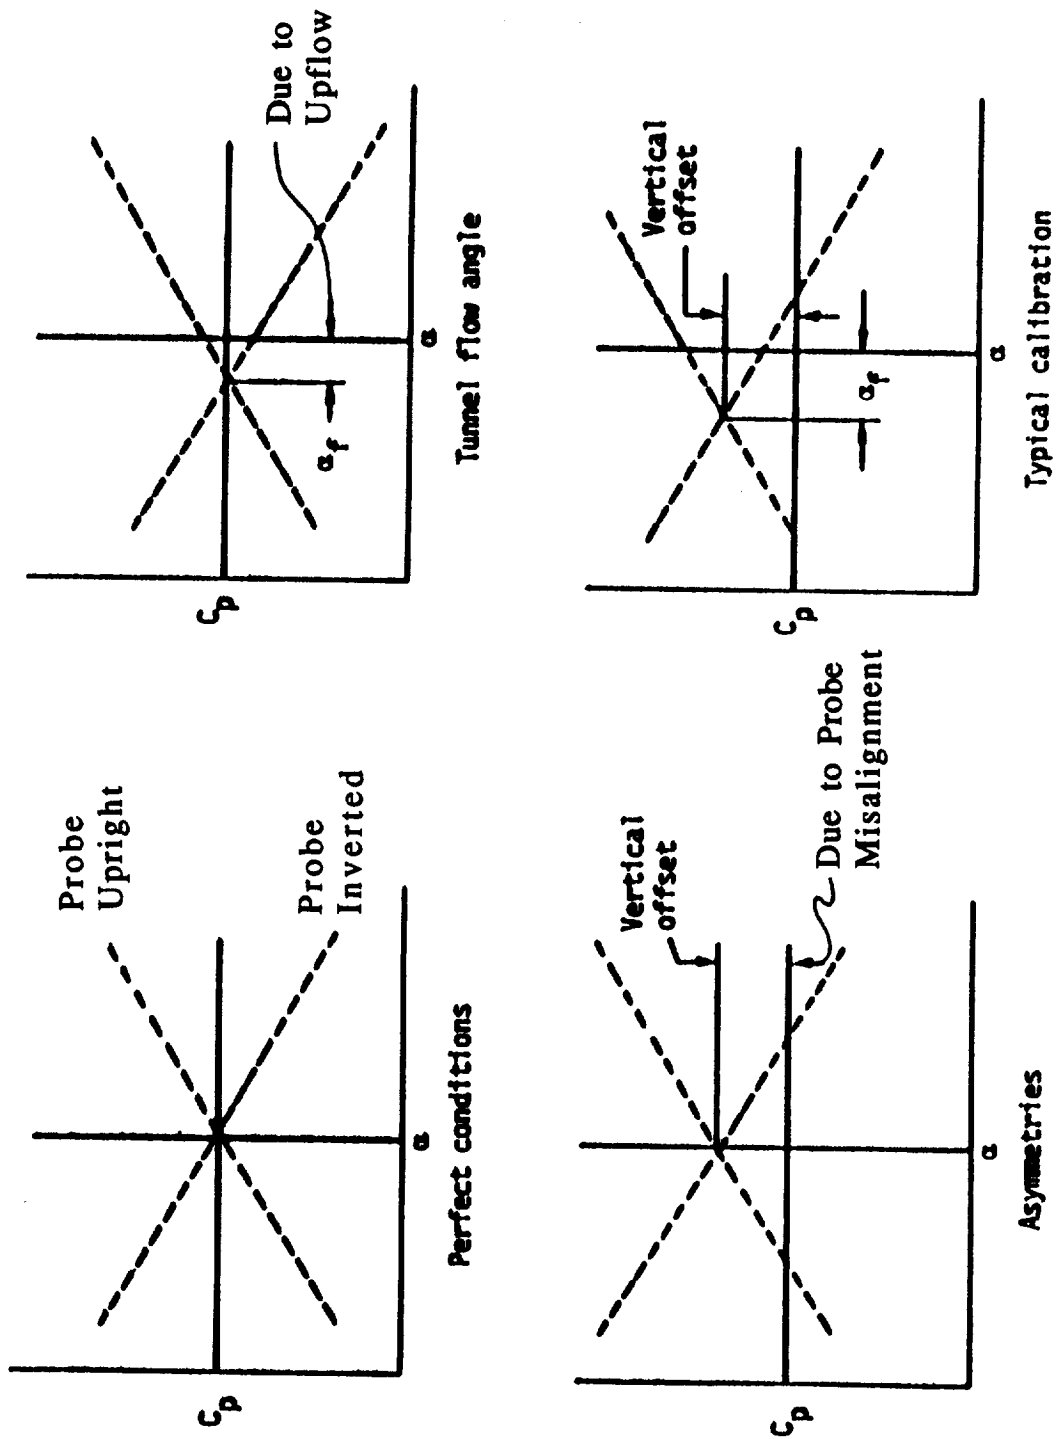 Probe
Upright
Cp
Probe
Inverted
α
Perfect conditions
Cp
αf
Due to
Upflow
α
Tunnel flow angle
Vertical
offset
Cp
Due to Probe
Misalignment
α
Asymmetries
Vertical
offset
Cp
αf
α
Typical calibration